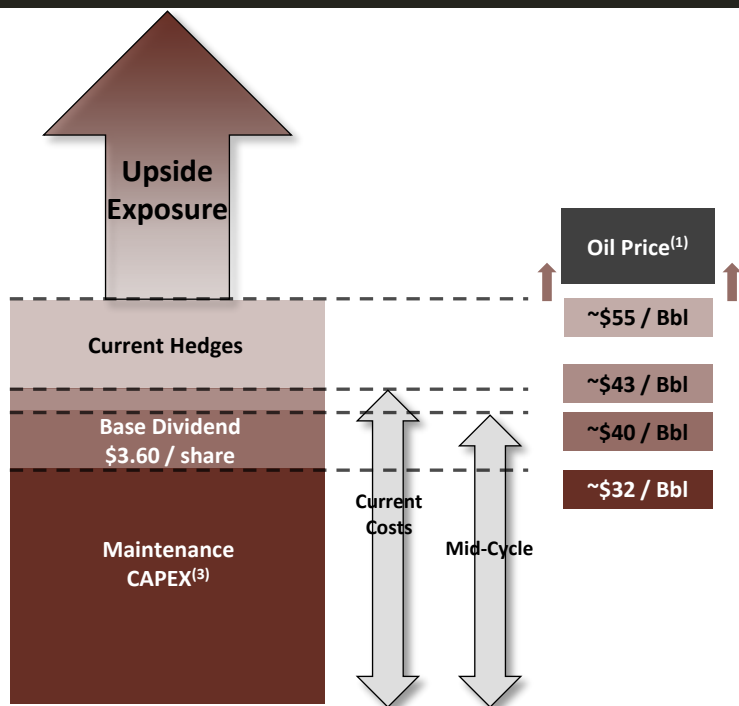 Upside
Exposure
Oil Price(1)
~$55 / Bbl
Current Hedges
~$43 / Bbl
Base Dividend
$3.60 / share
~$40 / Bbl
~$32 / Bbl
Current
Costs
Mid-Cycle
Maintenance
CAPEX(3)